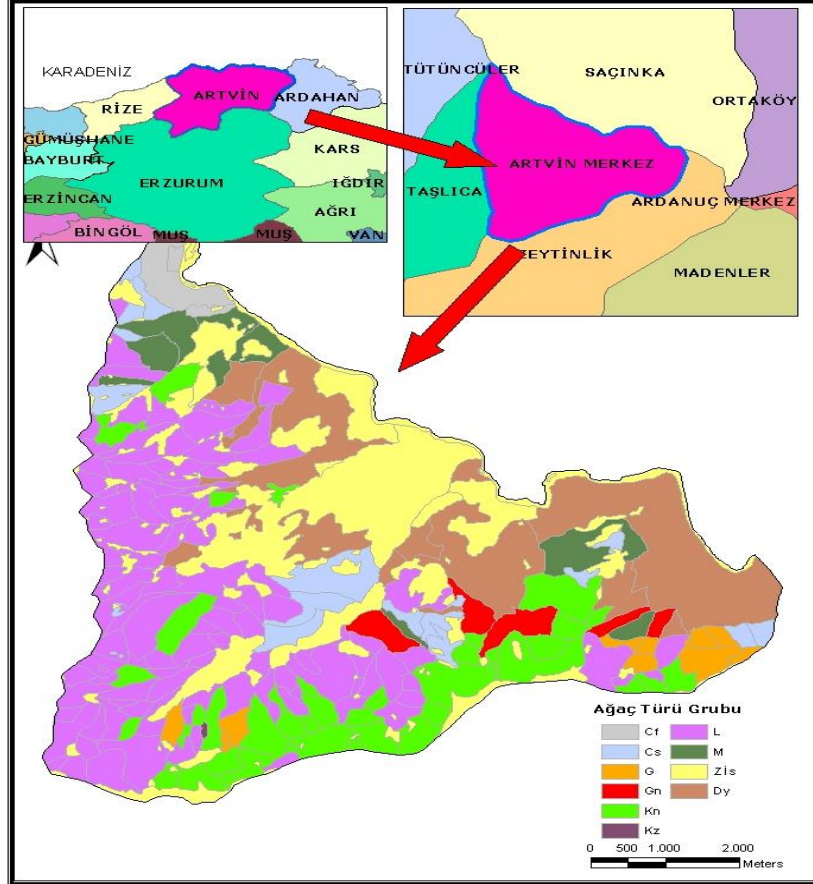 KARADENİZ
ARTVİN
ARDAHAN
RİZE
GÜMÜŞHANE
BAYBURT
KARS
ERZURUM
IĞDIR
ERZİNCAN
AĞRI
BİNGÖL
MUŞ
MUŞ
VAN
TÜTÜNCÜLER
SAÇINKA
ORTAKÖY
ARTVİN MERKEZ
TAŞLICA
ARDANUÇ MERKEZ
ZEYTİNLİK
MADENLER
Ağaç Türü Grubu
Cf L
Cs M
G Zis
Gn Dy
Kn
Kz
0 500 1.000 2.000
Meters